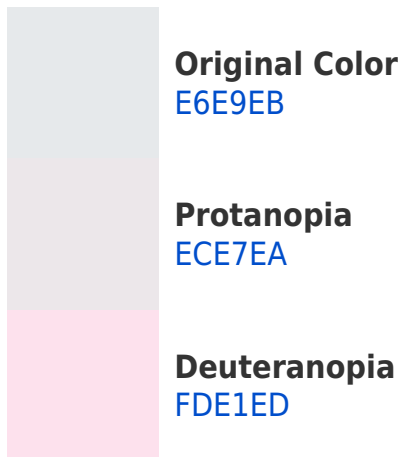 Original Color
E6E9EB
Protanopia
ECE7EA
Deuteranopia
FDE1ED